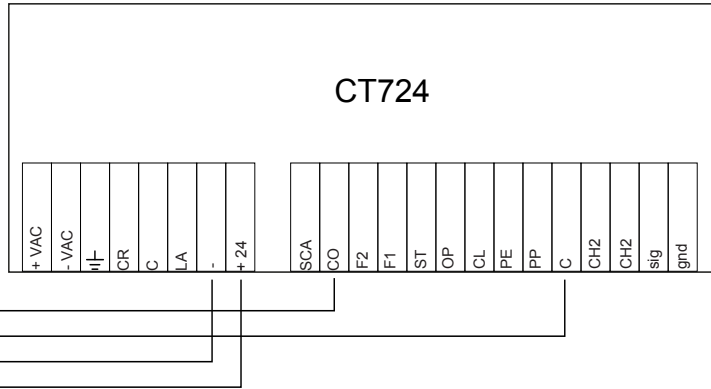 CT724
+ VAC
- VAC
CR
C
LA
-
+ 24
SCA
CO
F2
F1
ST
OP
CL
PE
PP
C
CH2
CH2
sig
gnd